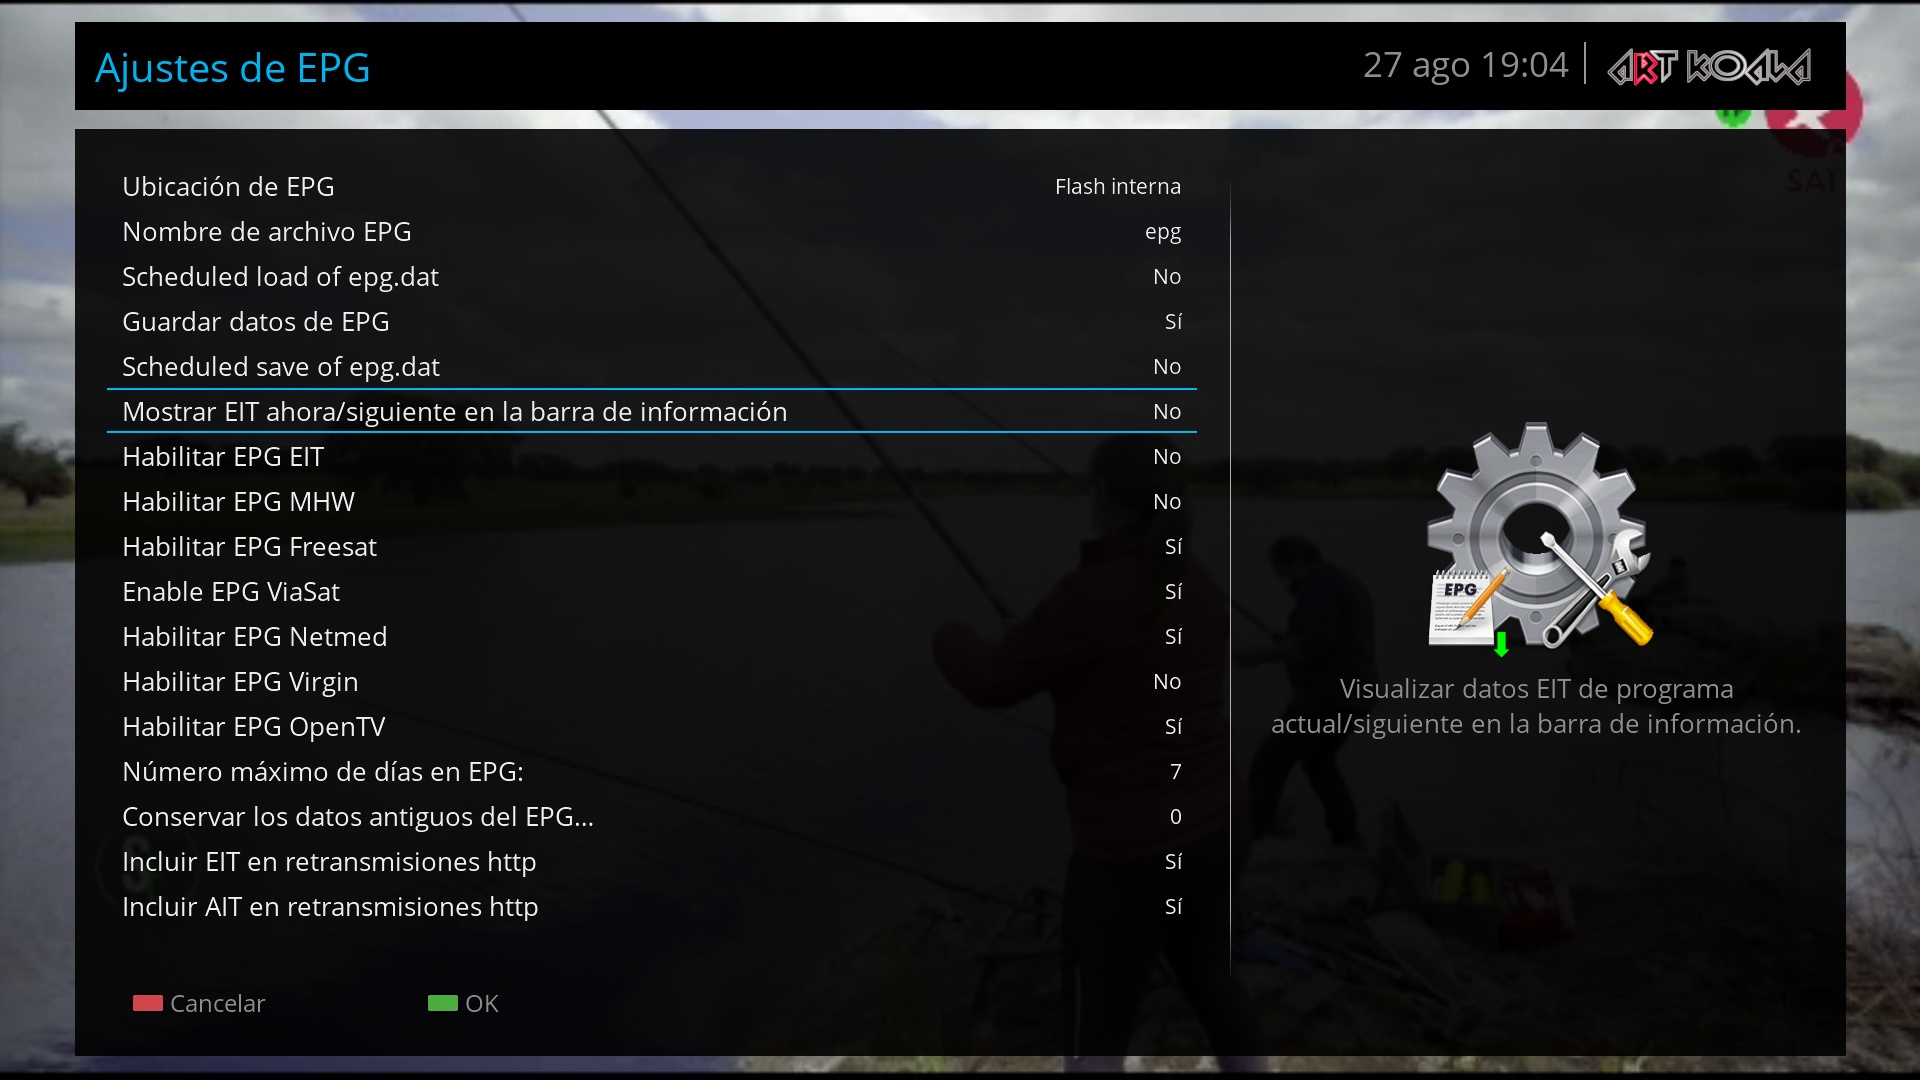 Ajustes de EPG
27 ago 19:04
ART KOALA
SAT
Ubicación de EPG Flash interna
Nombre de archivo EPG epg
Scheduled load of epg.dat No
Guardar datos de EPG Sí
Scheduled save of epg.dat No
Mostrar EIT ahora/siguiente en la barra de información No
Habilitar EPG EIT No
Habilitar EPG MHW No
Habilitar EPG Freesat Sí
Enable EPG ViaSat Sí
Habilitar EPG Netmed Sí
Habilitar EPG Virgin No
Habilitar EPG OpenTV Sí
Número máximo de días en EPG: 7
Conservar los datos antiguos del EPG... 0
Incluir EIT en retransmisiones http Sí
Incluir AIT en retransmisiones http Sí
EPG
Visualizar datos EIT de programa
actual/siguiente en la barra de información.
Cancelar OK